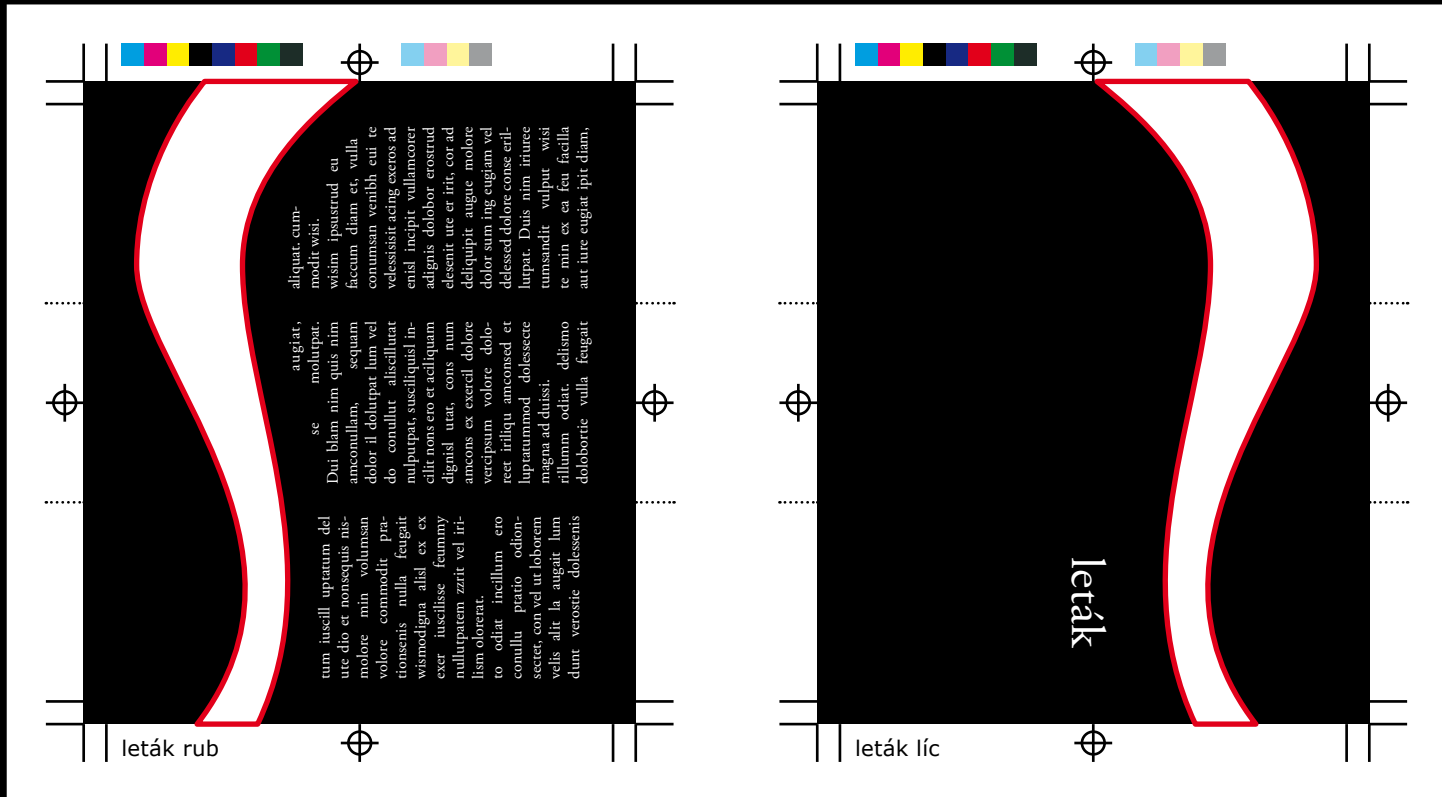 tum iuscill uptatum del
ute dio et nonsequis nis-
molore min volumsan
volore commodit pra-
tionsenis nulla feugait
wismodigna alisl ex ex
exer iuscilisse feummy
nullutpatem zzrit vel iri-
lism olorerat.
to odiat incillum ero
conullu ptatio odion-
sectet, con vel ut loborem
velis alit la augait lum
dunt verostie dolessenis
augiat,
se molutpat.
Dui blam nim quis nim
amconullam, sequam
dolor il dolutpat lum vel
do conullut aliscillutat
nulputpat, susciliquisl in-
cilit nons ero et aciliquam
dignisl utat, cons num
amcons ex exercil dolore
vercipsum volore dolo-
reet iriliqu amconsed et
luptatummod dolessecte
magna ad duissi.
rillumm odiat. delismo
dolobortie vulla feugait
aliquat. cum-
modit wisi.
wisim ipsustrud eu
faccum diam et, vulla
conumsan venibh eui te
velessisisit acing exeros ad
enisl incipit vullamcorer
adignis dolobor erostrud
elesenit ute er irit, cor ad
deliquipit augue molore
dolor sum ing eugiam vel
delessed dolore conse eril-
lutpat. Duis nim iriuree
tumsandit vulput wisi
te min ex ea feu facilla
aut iure eugiat ipit diam,
leták rub
leták
leták líc